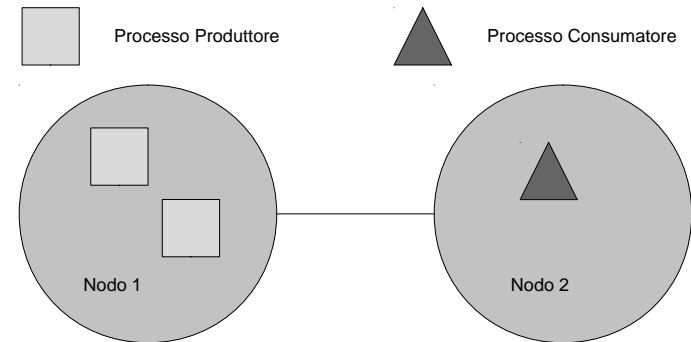 Processo Produttore
Processo Consumatore
Nodo 1
Nodo 2